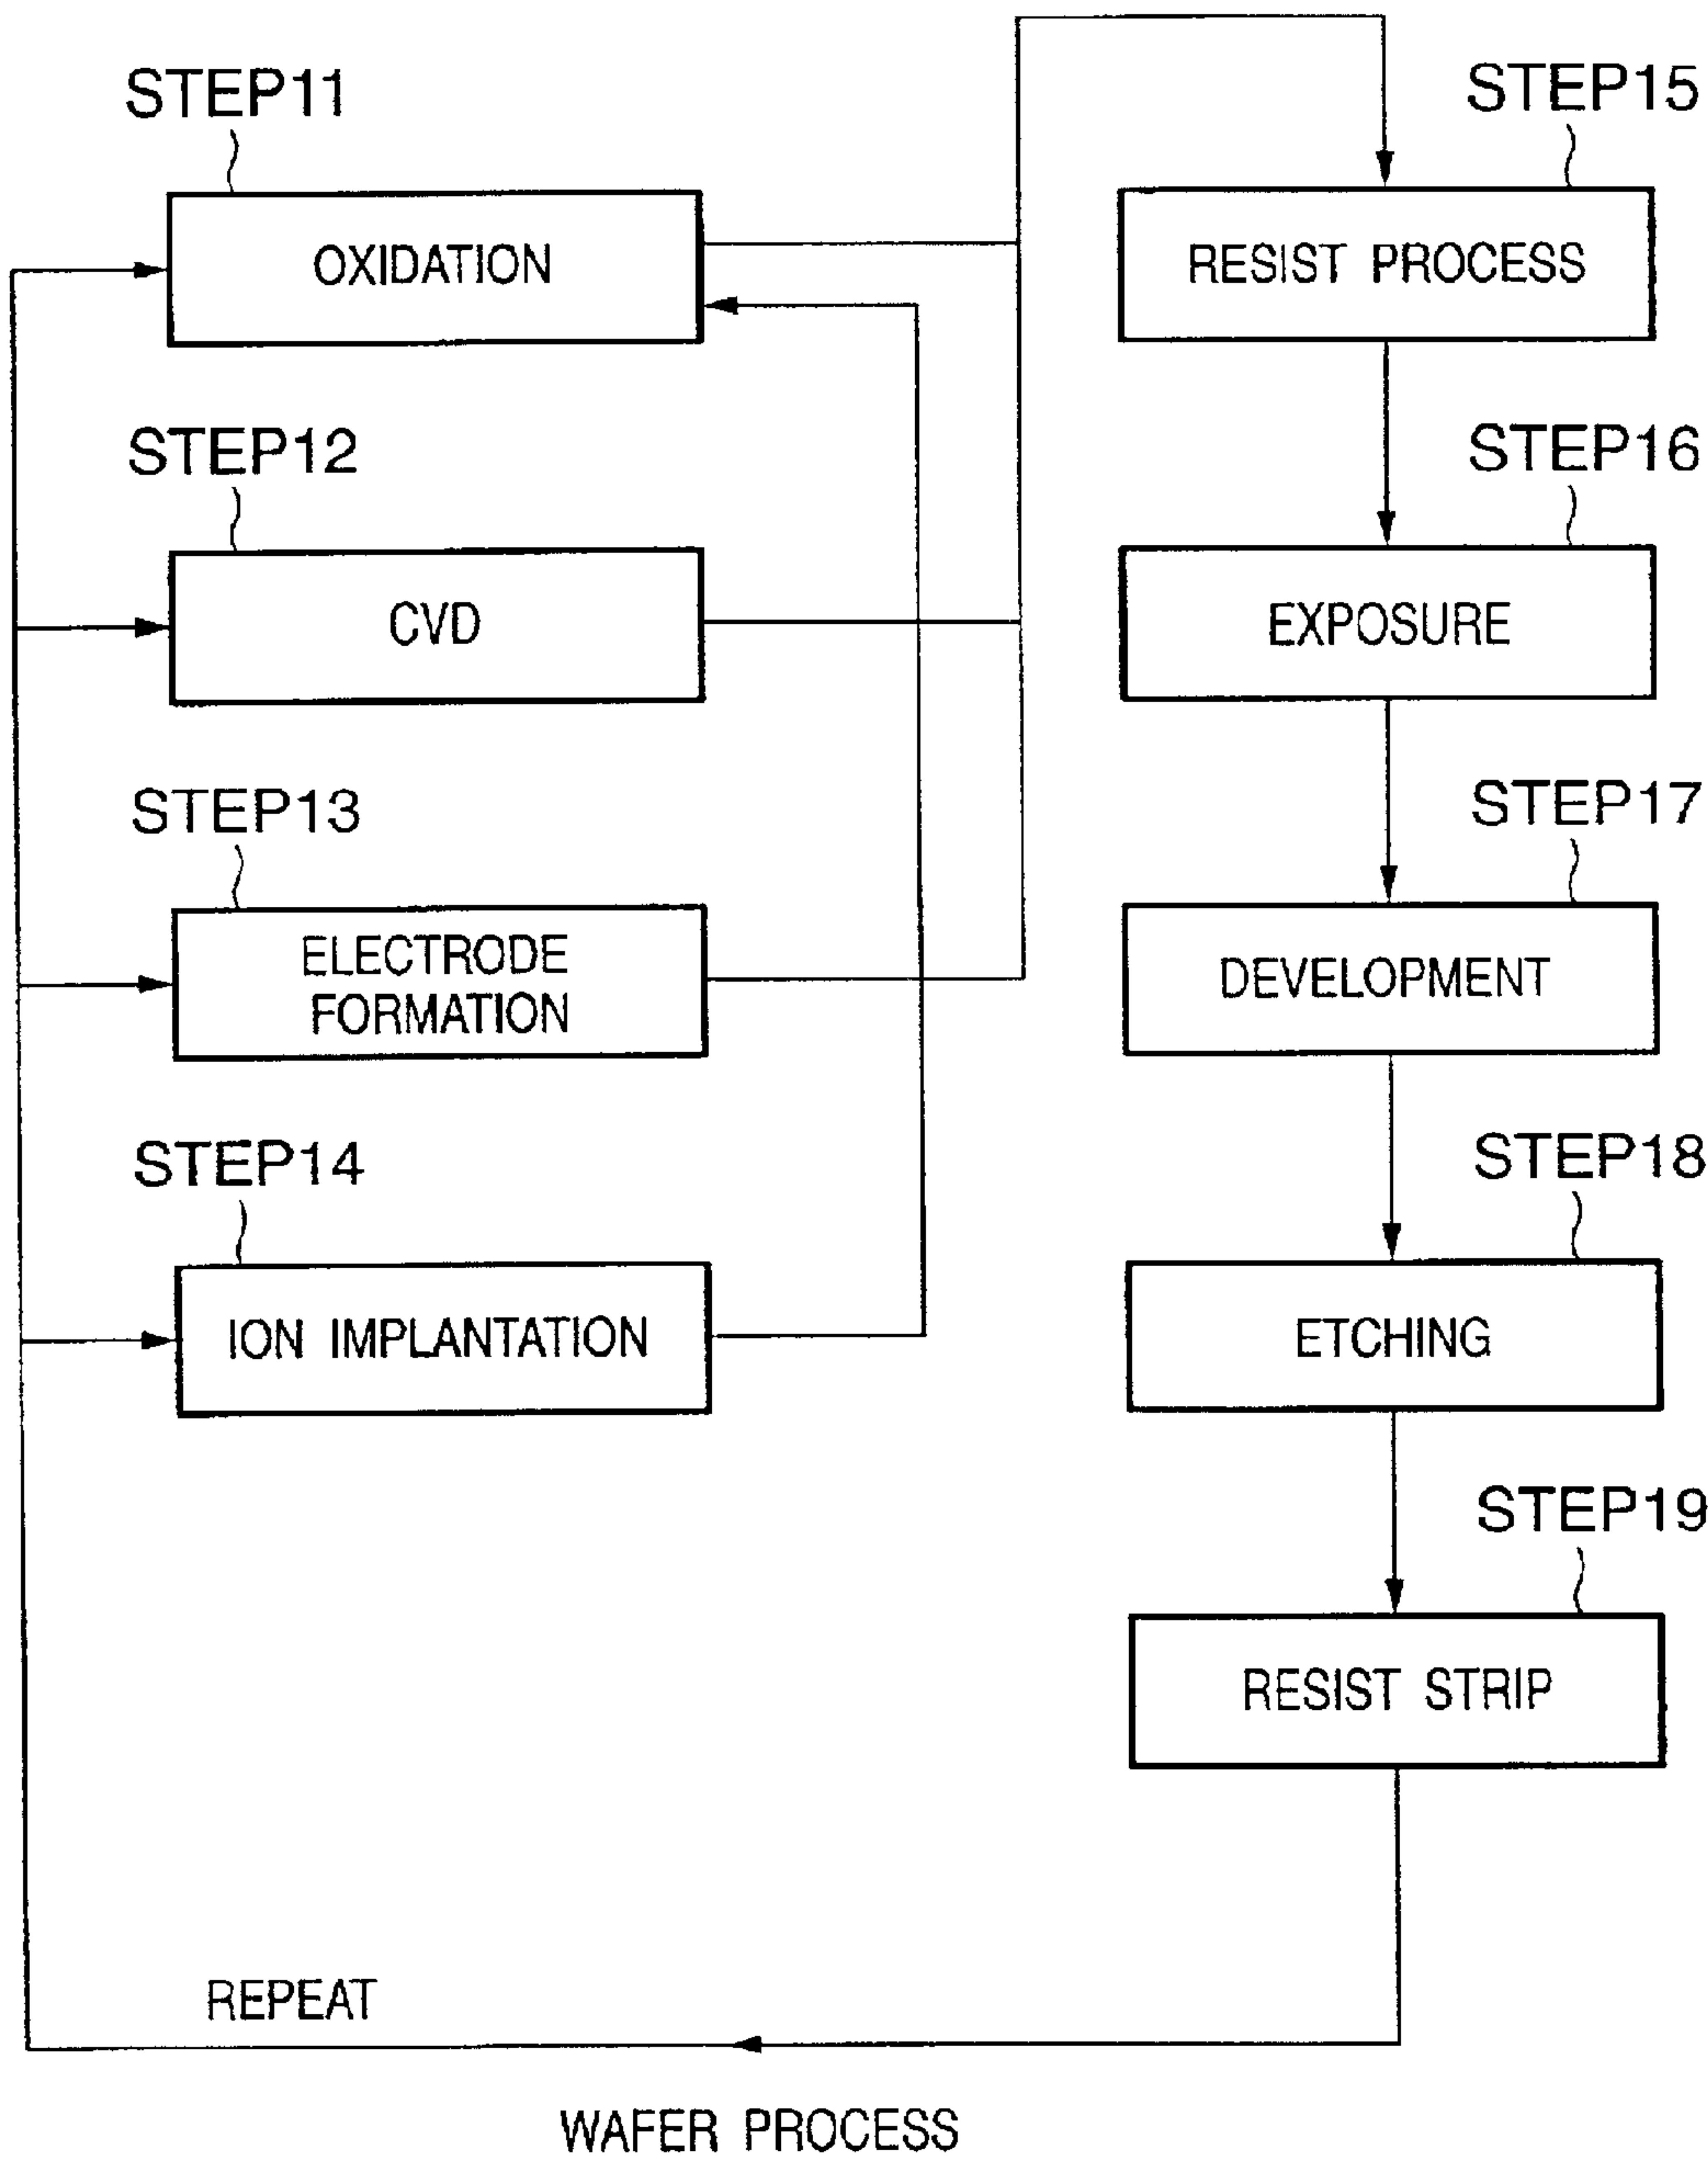 STEP11
OXIDATION
STEP12
CVD
STEP13
ELECTRODE
FORMATION
STEP14
ION IMPLANTATION
STEP15
RESIST PROCESS
STEP16
EXPOSURE
STEP17
DEVELOPMENT
STEP18
ETCHING
STEP19
RESIST STRIP
REPEAT
WAFER PROCESS